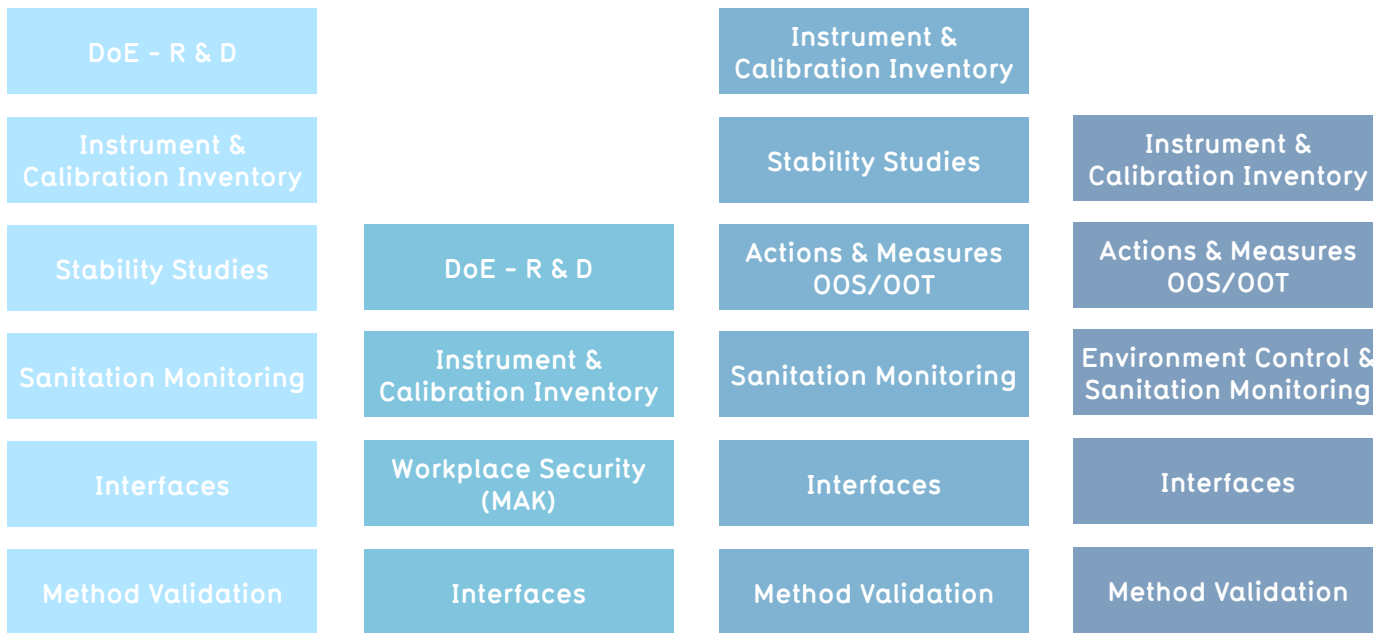 DoE - R & D
Instrument &
Calibration Inventory
Stability Studies
Sanitation Monitoring
Interfaces
Method Validation
DoE - R & D
Instrument &
Calibration Inventory
Workplace Security
(MAK)
Interfaces
Instrument &
Calibration Inventory
Stability Studies
Actions & Measures
OOS/OOT
Sanitation Monitoring
Interfaces
Method Validation
Instrument &
Calibration Inventory
Actions & Measures
OOS/OOT
Environment Control &
Sanitation Monitoring
Interfaces
Method Validation